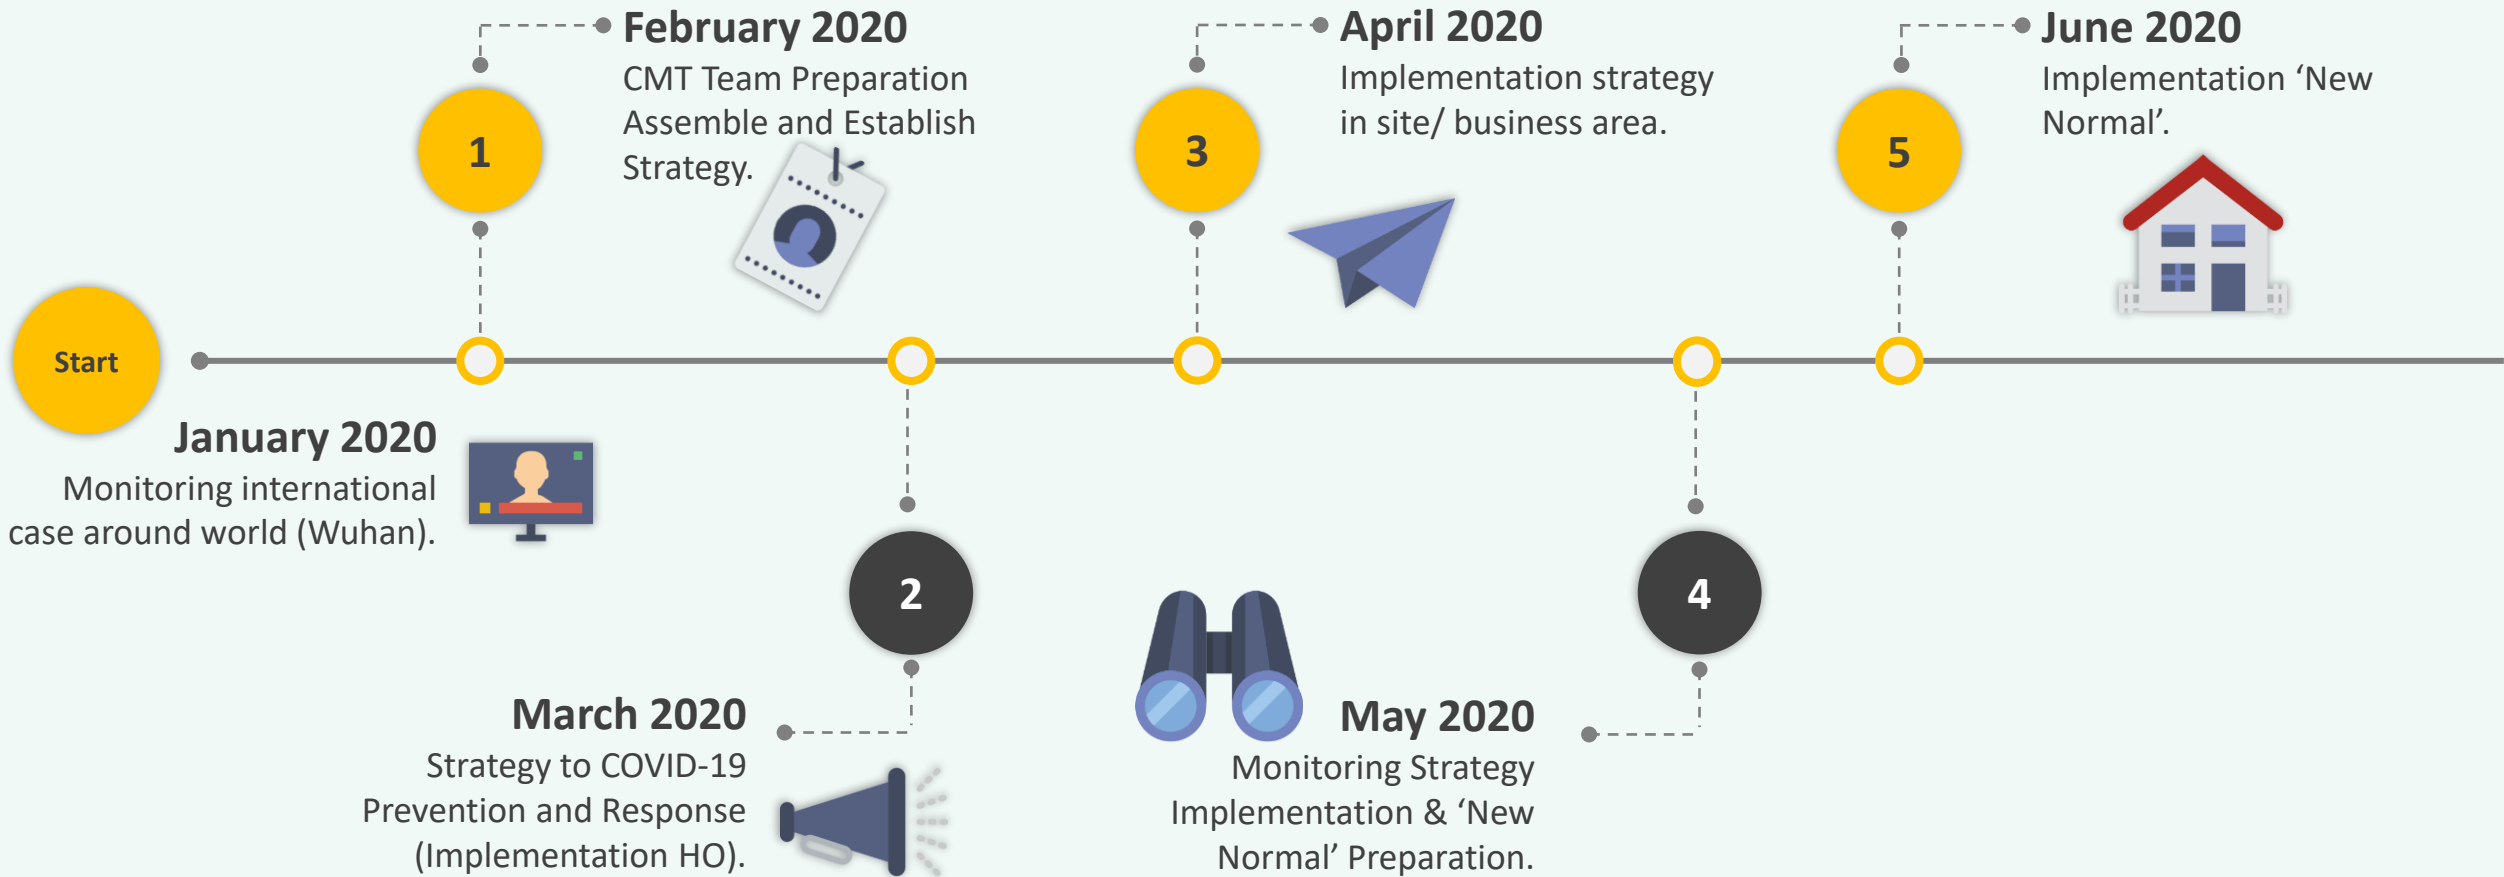 Start
January 2020
Monitoring international
case around world (Wuhan).
1
February 2020
CMT Team Preparation
Assemble and Establish
Strategy.
2
March 2020
Strategy to COVID-19
Prevention and Response
(Implementation HO).
3
April 2020
Implementation strategy
in site/ business area.
4
May 2020
Monitoring Strategy
Implementation & ‘New
Normal’ Preparation.
5
June 2020
Implementation ‘New
Normal’.